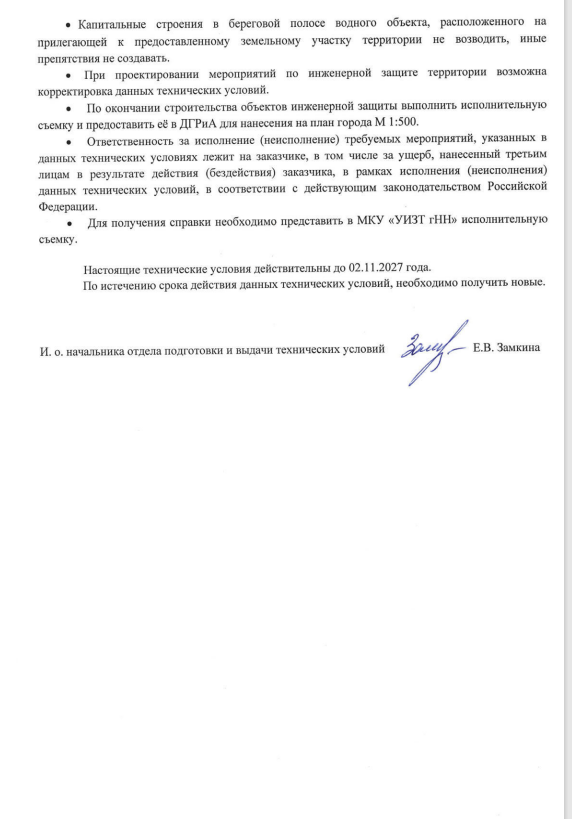 • Капитальные строения в береговой полосе водного объекта, расположенного на
прилегающей к предоставленному земельному участку территории не возводить, иные
препятствия не создавать.
• При проектировании мероприятий по инженерной защите территории возможна
корректировка данных технических условий.
• По окончании строительства объектов инженерной защиты выполнить исполнительную
съемку и предоставить её в ДГРиА для нанесения на план города М 1:500.
• Ответственность за исполнение (неисполнение) требуемых мероприятий, указанных в
данных технических условиях лежит на заказчике, в том числе за ущерб, нанесенный третьим
лицам в результате действия (бездействия) заказчика, в рамках исполнения (неисполнения)
данных технических условий, в соответствии с действующим законодательством Российской
Федерации.
• Для получения справки необходимо представить в МКУ «УИЗТ гНН» исполнительную
съемку.
Настоящие технические условия действительны до 02.11.2027 года.
По истечению срока действия данных технических условий, необходимо получить новые.
И. о. начальника отдела подготовки и выдачи технических условий Е.В. Замкина